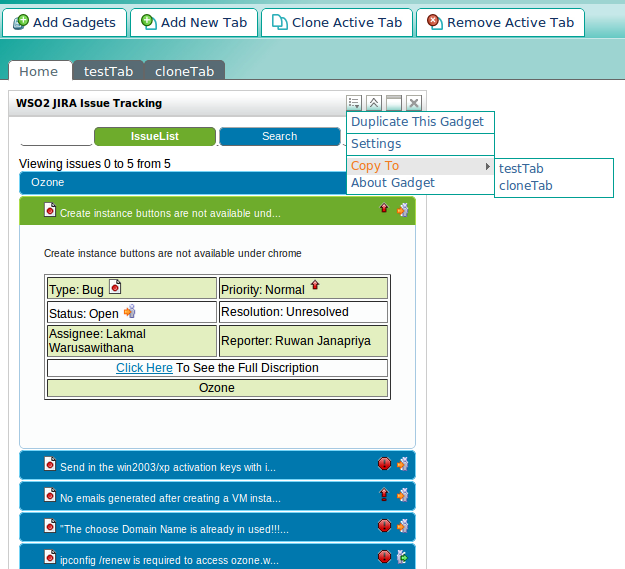 Add Gadgets
Add New Tab
Clone Active Tab
Remove Active Tab
Home
testTab
cloneTab
WSO2 JIRA Issue Tracking
Duplicate This Gadget
Settings
Copy To
testTab
cloneTab
About Gadget
IssueList
Search
Viewing issues 0 to 5 from 5
Ozone
Create instance buttons are not available und...
Create instance buttons are not available under chrome
Type: Bug
Priority: Normal
Status: Open
Resolution: Unresolved
Assignee: Lakmal
Warusawithana
Reporter: Ruwan Janapriya
Click Here To See the Full Discription
Ozone
Send in the win2003/xp activation keys with i...
No emails generated after creating a VM insta...
"The choose Domain Name is already in used!!!...
ipconfig /renew is required to access ozone.w...